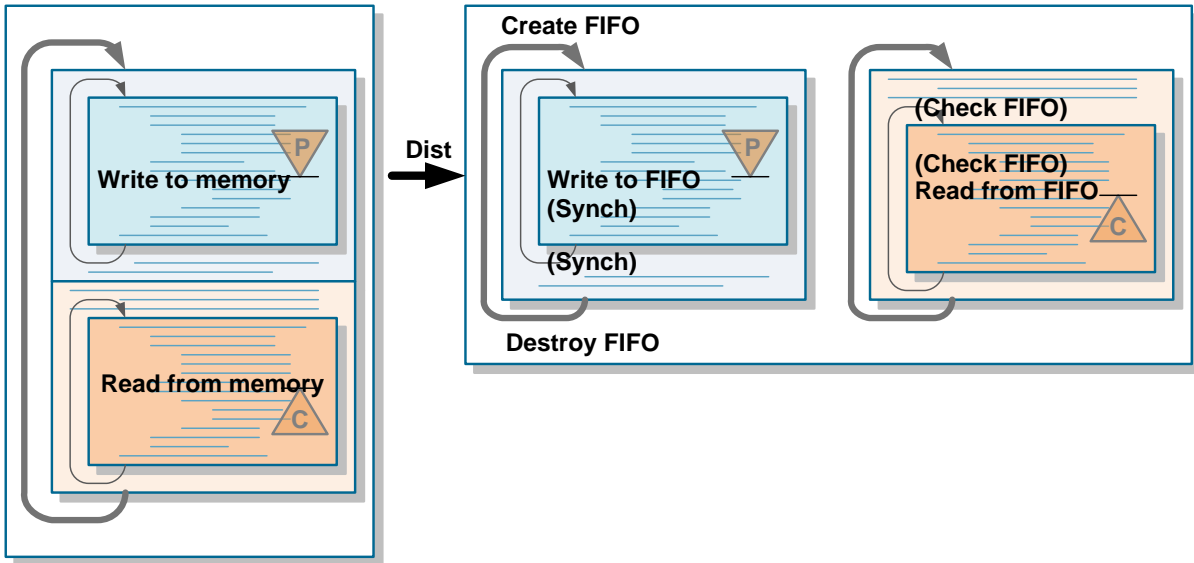 P
Write to memory
Read from memory
C
Dist
Create FIFO
P
Write to FIFO
(Synch)
(Synch)
Destroy FIFO
(Check FIFO)
(Check FIFO)
Read from FIFO
C